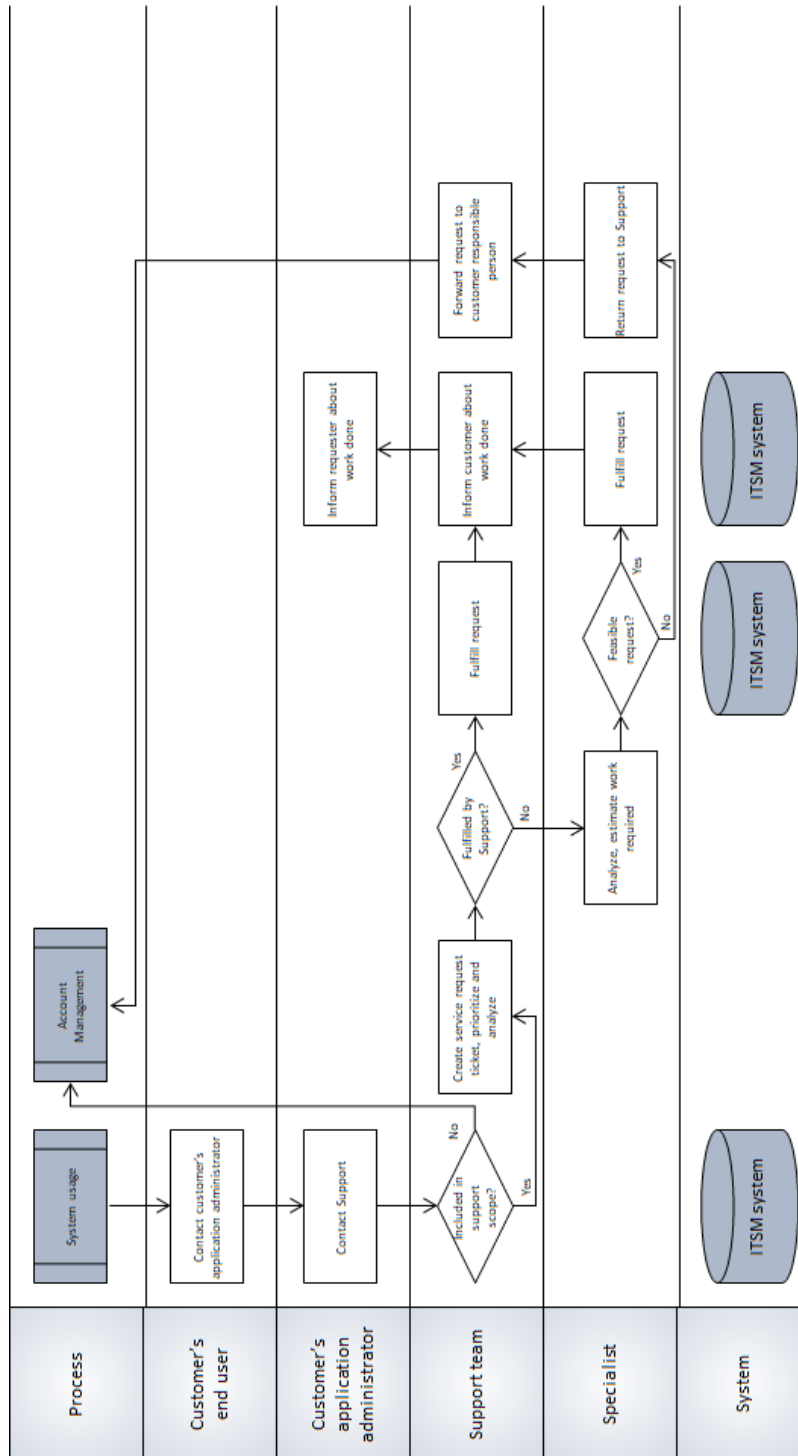 Process
System usage
Account
Management
Customer's
end user
Contact customer's
application administrator
Customer's
application
administrator
Contact Support
Inform requester about
work done
Support team
Included in
support
scope?
No
Yes
Create service request
ticket, prioritize and
analyze
Fulfilled by
Support?
Yes
No
Fulfill request
Inform customer about
work done
Forward request to
customer responsible
person
Specialist
Analyze, estimate work
required
Feasible
request?
Yes
No
Fulfill request
Return request to Support
System
ITSM system
ITSM system
ITSM system